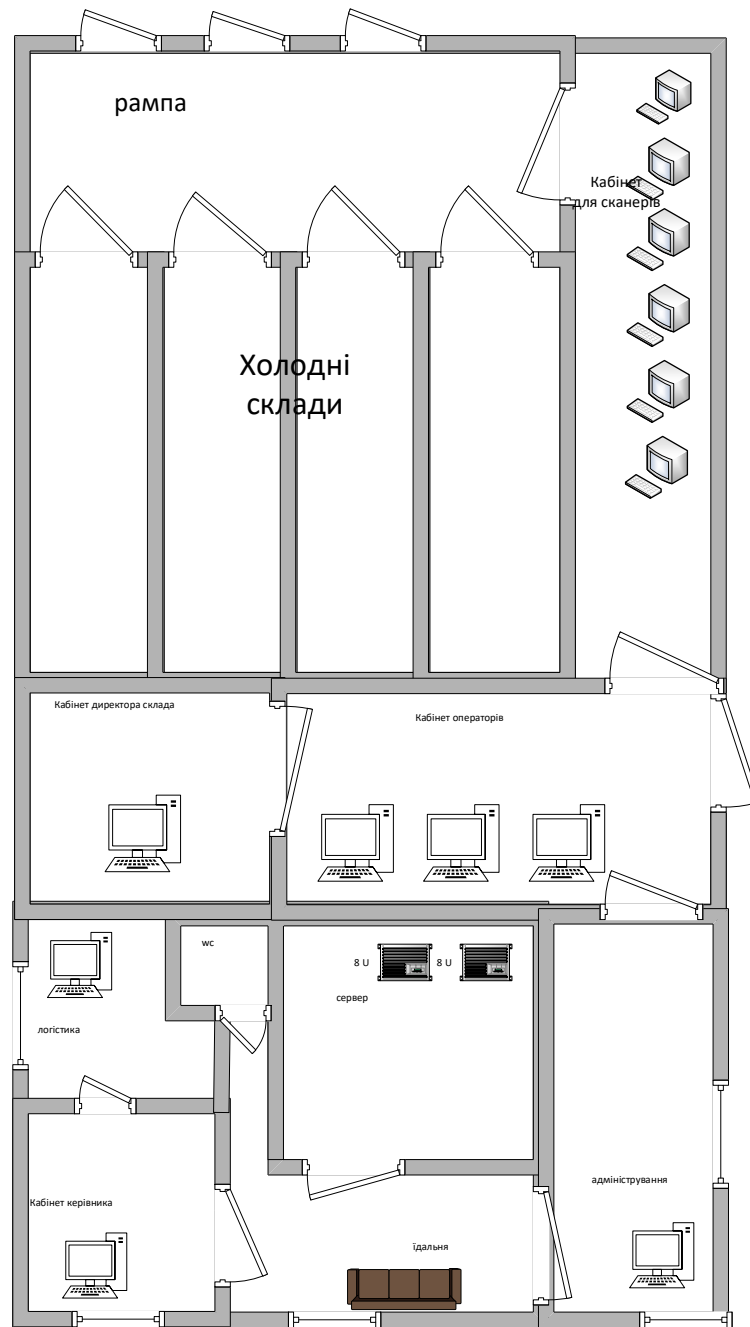 рампа
Кабінет
для сканерів
Холодні
склади
Кабінет директора склада
Кабінет операторів
wc
8 U
8 U
сервер
логістика
адміністрування
Кабінет керівника
їдальня